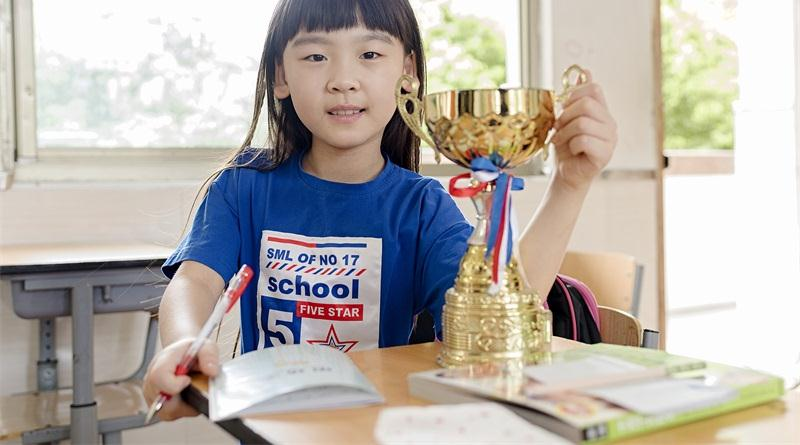 SML OF NO 17
school
FIVE STAR
5